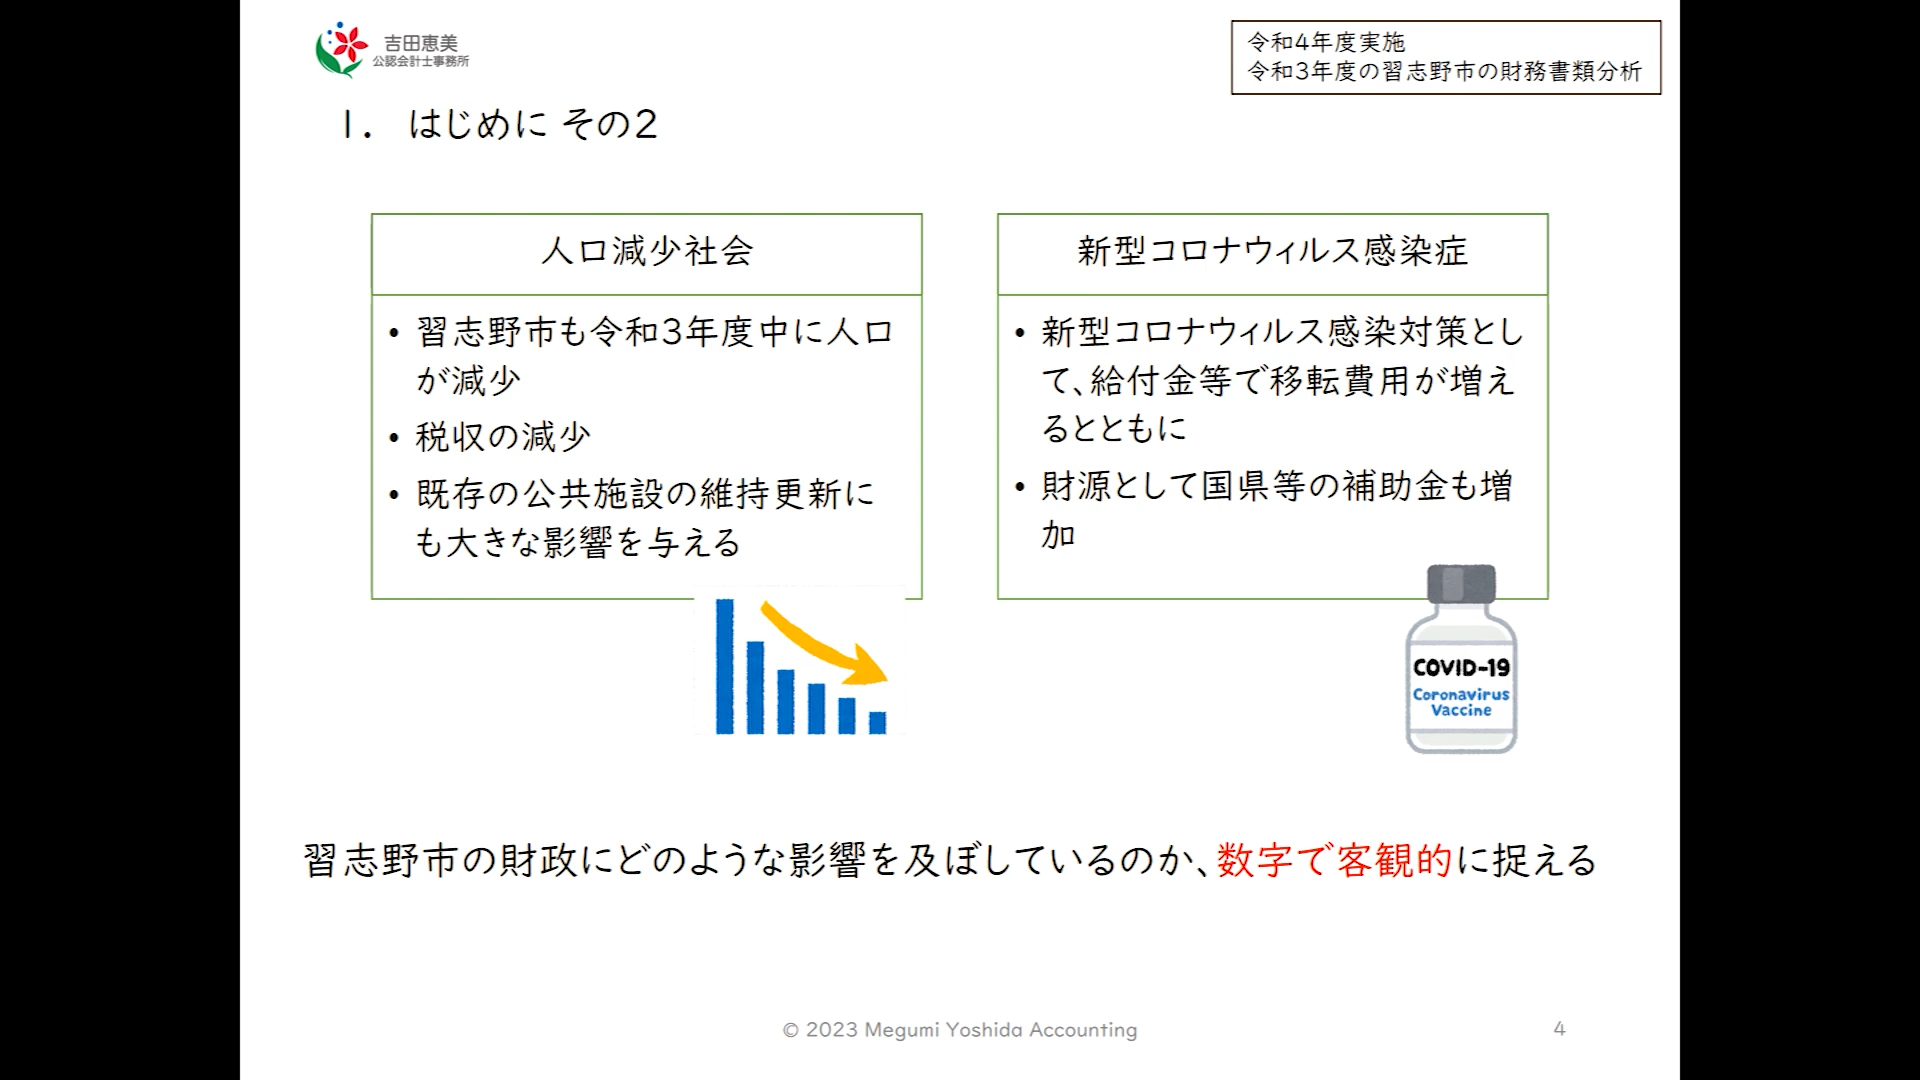 吉田恵美
公認会計士事務所
令和4年度実施
令和3年度の習志野市の財務書類分析
1. はじめに その2
人口減少社会
• 習志野市も令和3年度中に人口
が減少
• 税収の減少
• 既存の公共施設の維持更新に
も大きな影響を与える
新型コロナウィルス感染症
• 新型コロナウィルス感染対策とし
て、給付金等で移転費用が増え
るとともに
• 財源として国県等の補助金も増
加
COVID-19
Coronavirus
Vaccine
習志野市の財政にどのような影響を及ぼしているのか、数字で客観的に捉える
© 2023 Megumi Yoshida Accounting
4